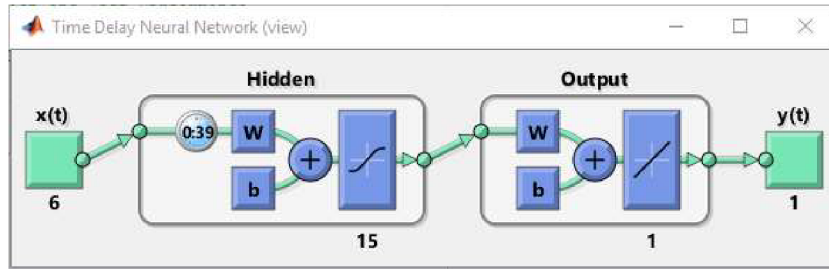 Time Delay Neural Network (view)
Hidden
Output
x(t)
y(t)
0:39
W
W
b
b
6
1
15
1